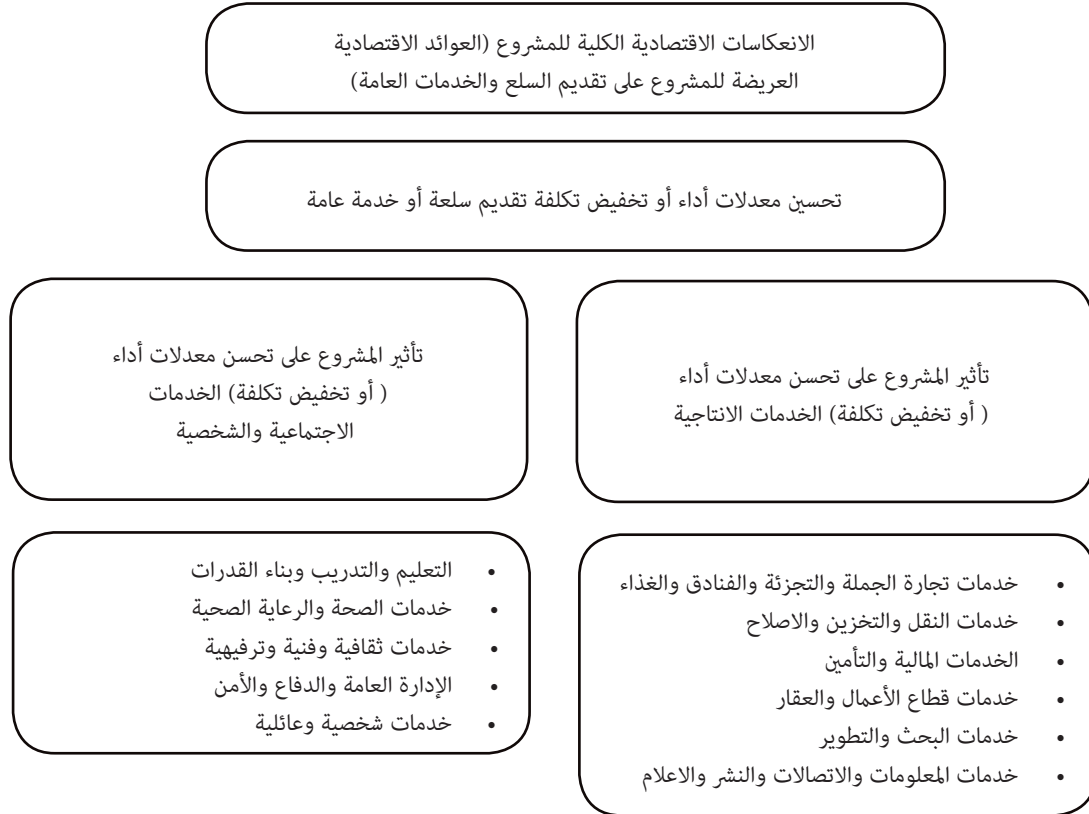 الانعكاسات الاقتصادية الكلية للمشروع (العوائد الاقتصادية
العريضة للمشروع على تقديم السلع والخدمات العامة)
تحسين معدلات أداء أو تخفيض تكلفة تقديم سلعة أو خدمة عامة
تأثير المشروع على تحسن معدلات أداء
( أو تخفيض تكلفة) الخدمات الانتاجية
تأثير المشروع على تحسن معدلات أداء
( أو تخفيض تكلفة) الخدمات
الاجتماعية والشخصية
• خدمات تجارة الجملة والتجزئة والفنادق والغذاء
• خدمات النقل والتخزين والاصلاح
• الخدمات المالية والتأمين
• خدمات قطاع الأعمال والعقار
• خدمات البحث والتطوير
• خدمات المعلومات والاتصالات والنشر والاعلام
• التعليم والتدريب وبناء القدرات
• خدمات الصحة والرعاية الصحية
• خدمات ثقافية وفنية وترفيهية
• الإدارة العامة والدفاع والأمن
• خدمات شخصية وعائلية